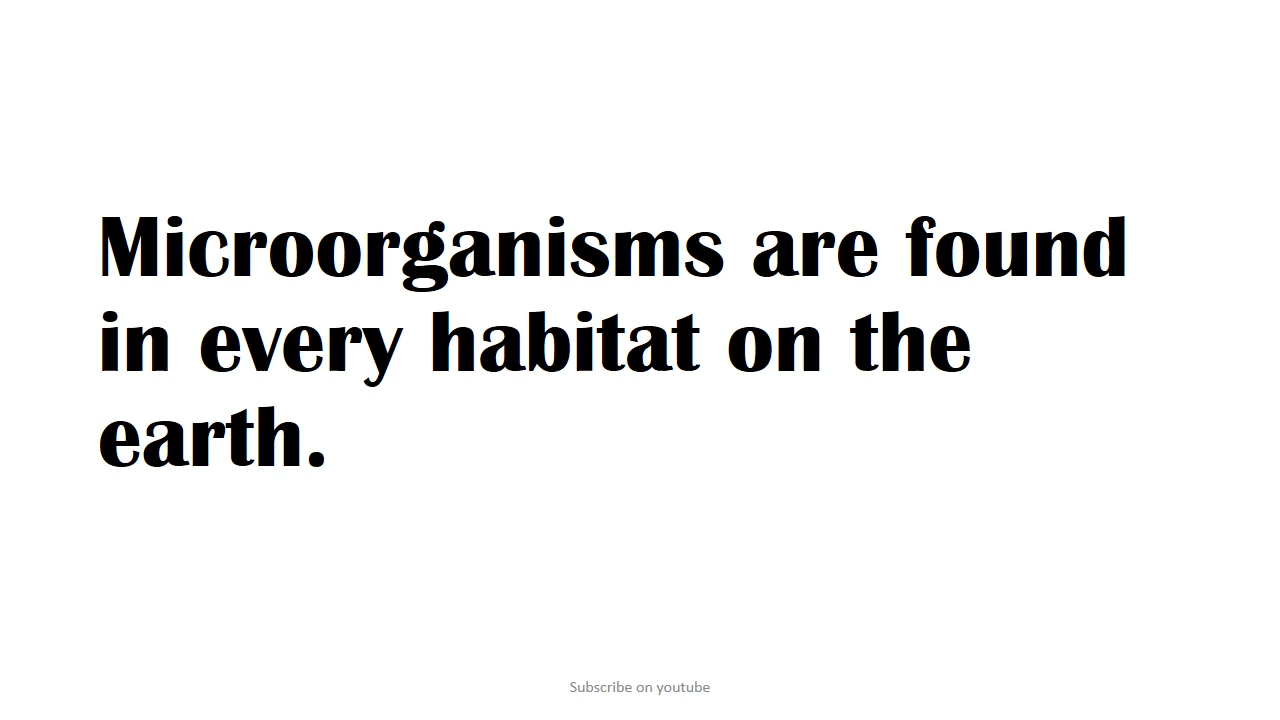 Microorganisms are found
in every habitat on the
earth.
Subscribe on youtube